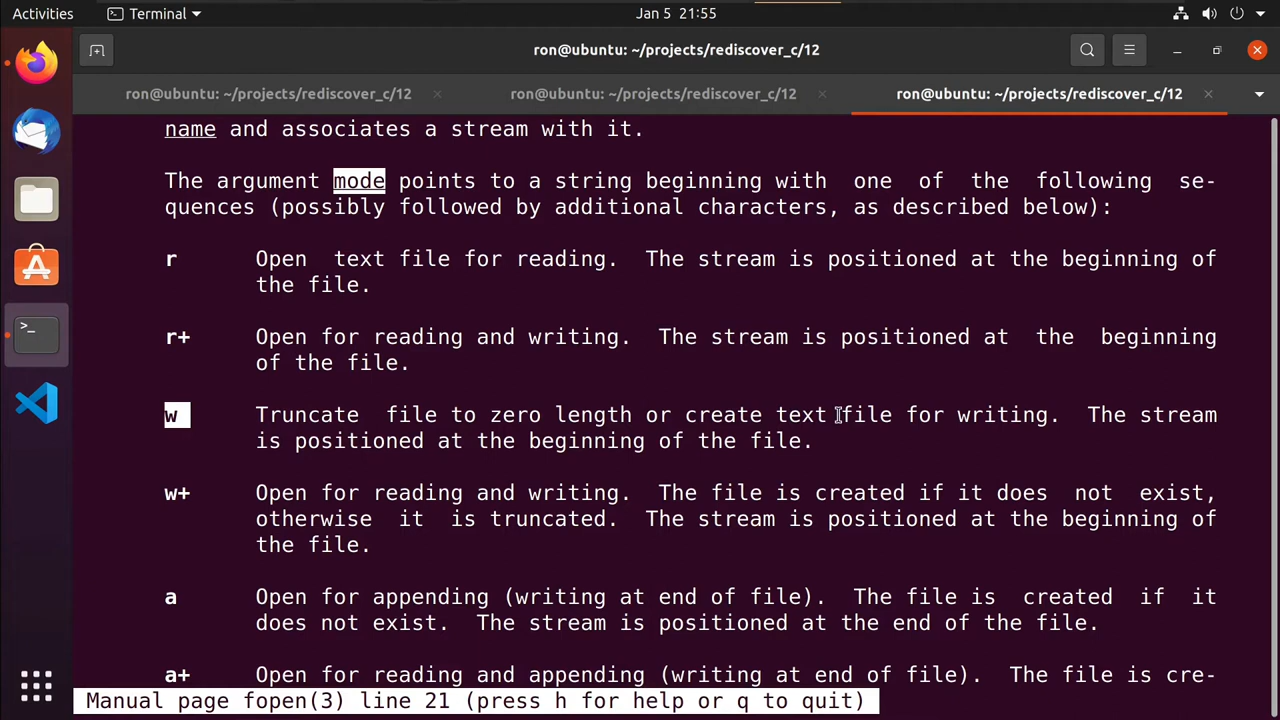 Activities
Terminal
Jan 5 21:55
ron@ubuntu: ~/projects/rediscover_c/12
ron@ubuntu: ~/projects/rediscover_c/12
ron@ubuntu: ~/projects/rediscover_c/12
ron@ubuntu: ~/projects/rediscover_c/12
name and associates a stream with it.
The argument mode points to a string beginning with one of the following se-
quences (possibly followed by additional characters, as described below):
r Open text file for reading. The stream is positioned at the beginning of
the file.
r+ Open for reading and writing. The stream is positioned at the beginning
of the file.
w Truncate file to zero length or create text file for writing. The stream
is positioned at the beginning of the file.
w+ Open for reading and writing. The file is created if it does not exist,
otherwise it is truncated. The stream is positioned at the beginning of
the file.
a Open for appending (writing at end of file). The file is created if it
does not exist. The stream is positioned at the end of the file.
a+ Open for reading and appending (writing at end of file). The file is cre-
Manual page fopen(3) line 21 (press h for help or q to quit)